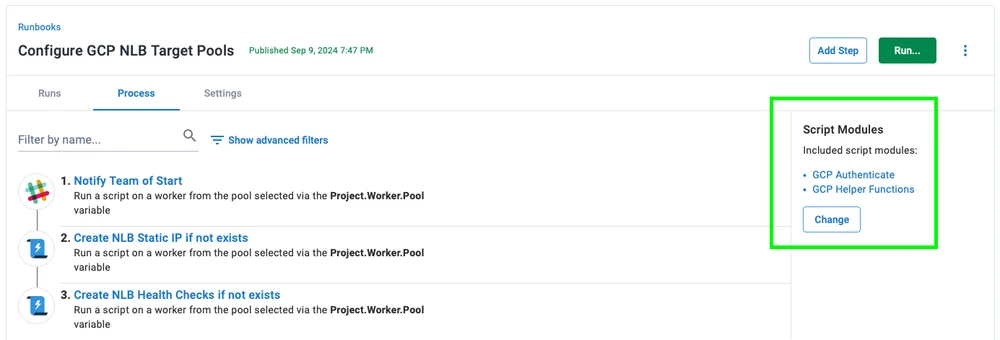 Runbooks
Configure GCP NLB Target Pools Published Sep 9, 2024 7:47 PM
Add Step
Run...
Runs Process Settings
Filter by name...
Show advanced filters
1. Notify Team of Start
Run a script on a worker from the pool selected via the Project.Worker.Pool
variable
2. Create NLB Static IP if not exists
Run a script on a worker from the pool selected via the Project.Worker.Pool
variable
3. Create NLB Health Checks if not exists
Run a script on a worker from the pool selected via the Project.Worker.Pool
variable
Script Modules
Included script modules:
• GCP Authenticate
• GCP Helper Functions
Change